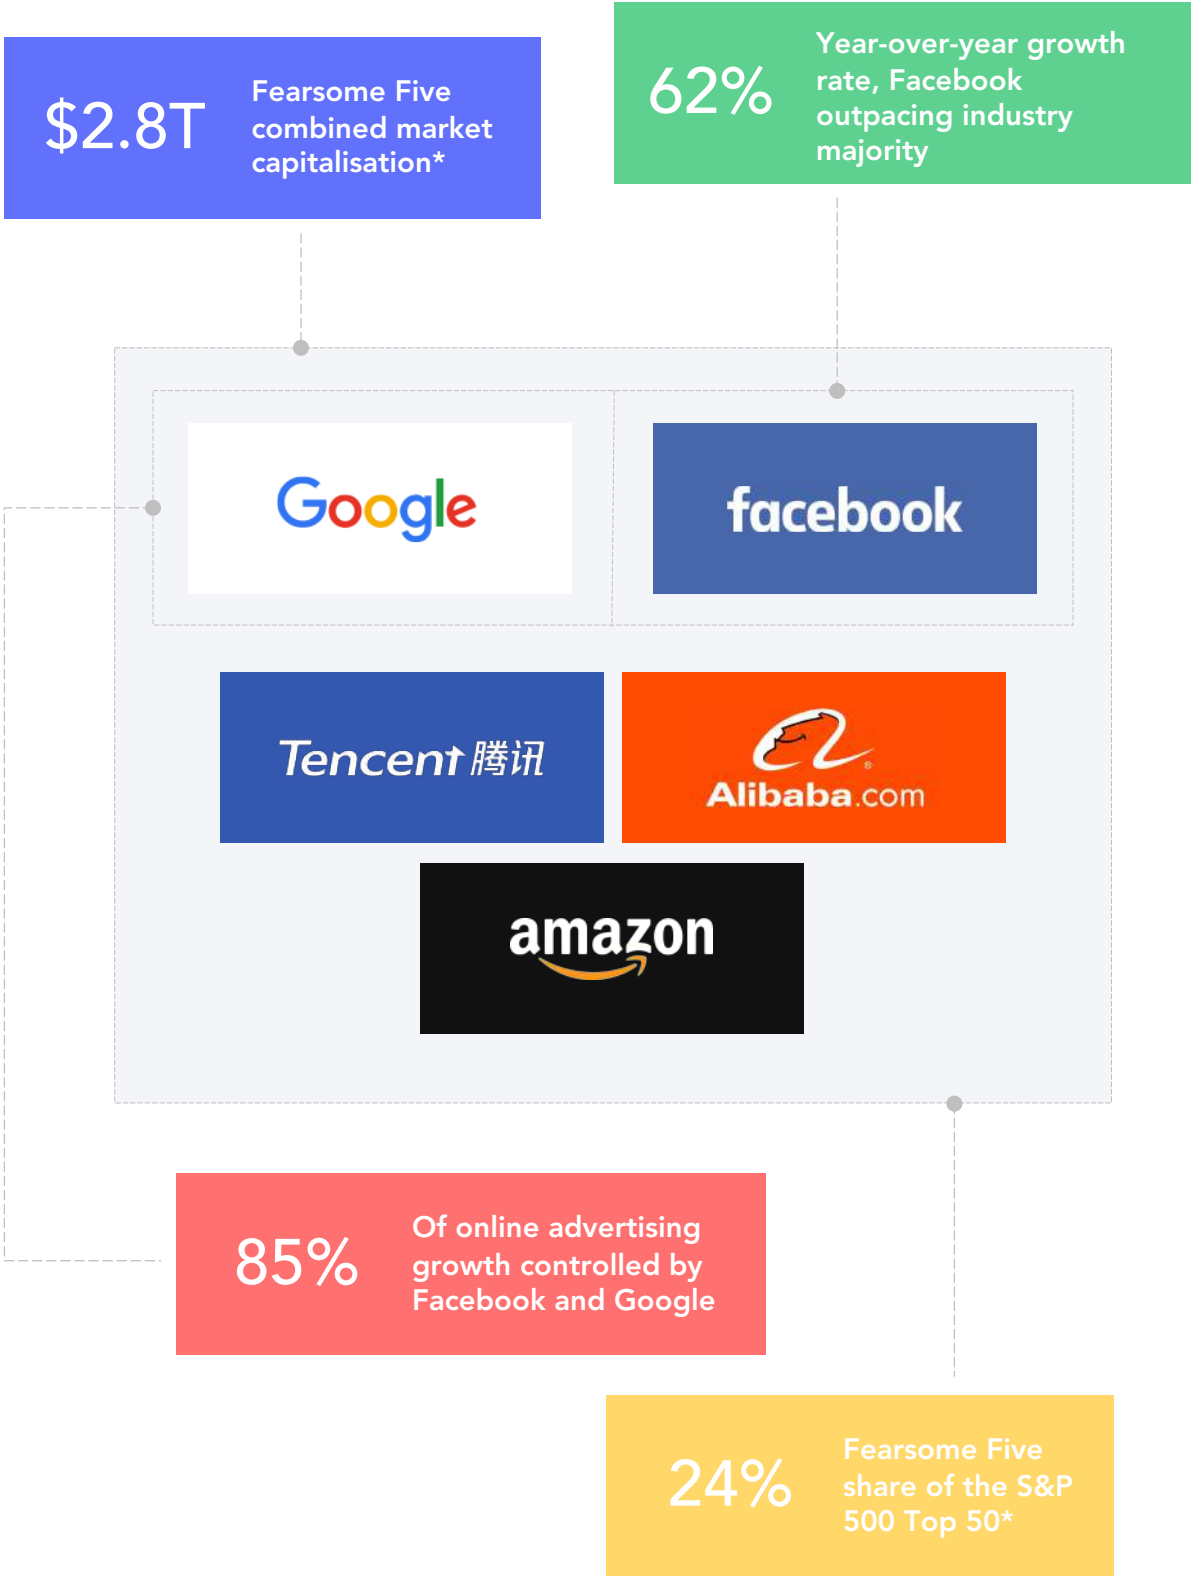 $2.8T
Fearsome Five
combined market
capitalisation*
62%
Year-over-year growth
rate, Facebook
outpacing industry
majority
Google
facebook
Tencent 腾讯
Alibaba.com
®
amazon
85%
Of online advertising
growth controlled by
Facebook and Google
24%
Fearsome Five
share of the S&P
500 Top 50*